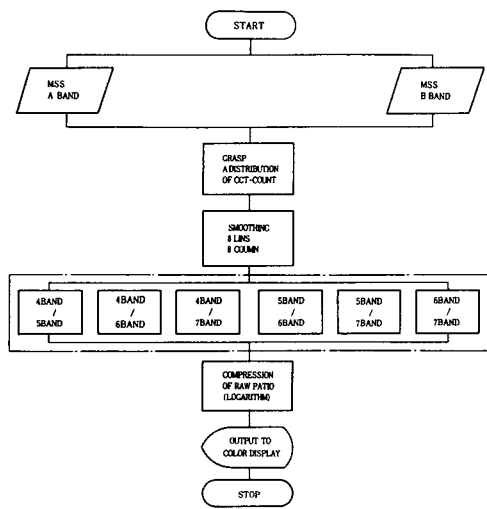 START
MSS
A BAND
MSS
B BAND
GRASP
A DISTRIBUTION
OF CCT-COUNT
SMOOTHING
8 LINS
8 COUMN
4BAND
/
5BAND
4BAND
/
6BAND
4BAND
/
7BAND
5BAND
/
6BAND
5BAND
/
7BAND
6BAND
/
7BAND
COMPRESSION
OF RAW PATIO
(LOGARITHM)
OUTPUT TO
COLOR DISPLAY
STOP